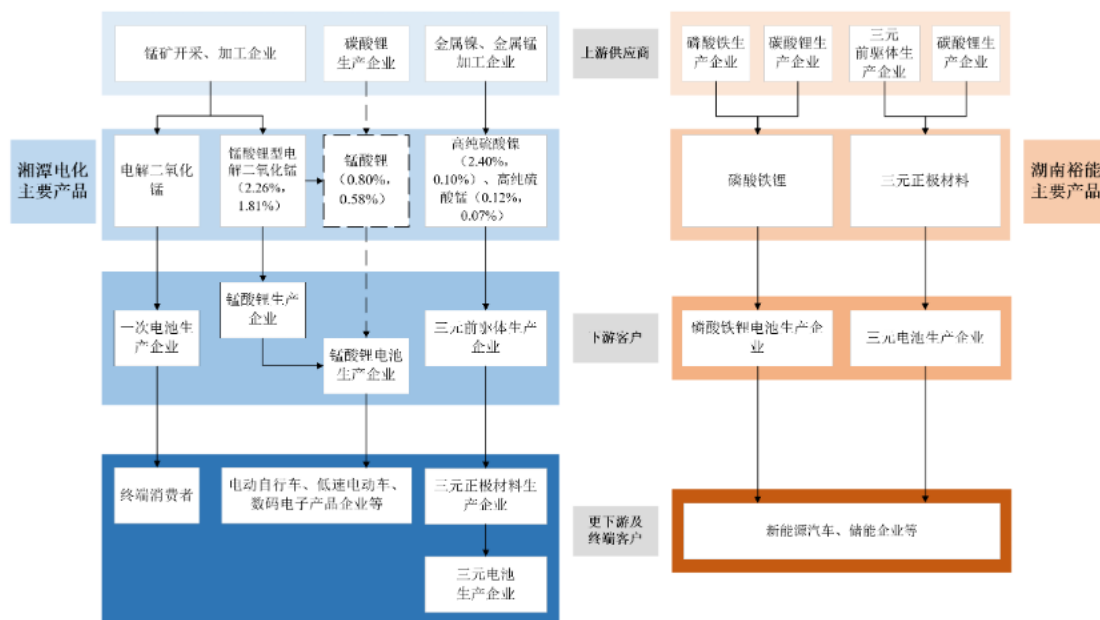 锰矿开采、加工企业
碳酸锂
生产企业
金属镍、金属锰
加工企业
上游供应商
磷酸铁生
产企业
碳酸锂生
产企业
三元
前驱体生
产企业
碳酸锂生
产企业
湘潭电化
主要产品
电解二氧化
锰
锰酸锂型电
解二氧化锰
(2.26%,
1.81%)
锰酸锂
(0.80%,
0.58%)
高纯硫酸镍
(2.40%,
0.10%)、高纯硫
酸锰(0.12%,
0.07%)
磷酸铁锂
三元正极材料
湖南裕能
主要产品
一次电池生
产企业
锰酸锂生产
企业
锰酸锂电池
生产企业
三元前驱体生产
企业
下游客户
磷酸铁锂电池生产企
业
三元电池生产企业
终端消费者
电动自行车、低速电动车、
数码电子产品企业等
三元正极材料生
产企业
三元电池
生产企业
更下游及
终端客户
新能源汽车、储能企业等